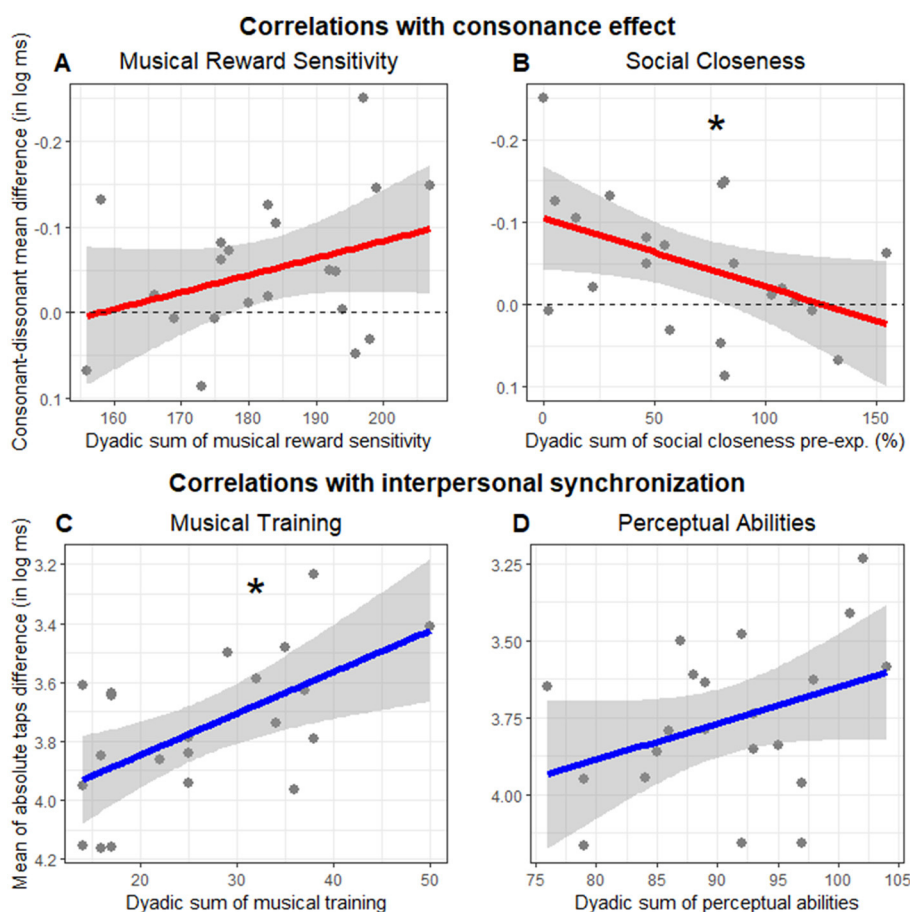 Correlations with consonance effect
A Musical Reward Sensitivity
B Social Closeness
Consonant-dissonant mean difference (in log ms)
-0.2
-0.1
0.0
0.1
160 170 180 190 200
Dyadic sum of musical reward sensitivity
*
-0.2
-0.1
0.0
0.1
0 50 100 150
Dyadic sum of social closeness pre-exp. (%)
Correlations with interpersonal synchronization
C Musical Training
D Perceptual Abilities
Mean of absolute taps difference (in log ms)
*
3.2
3.4
3.6
3.8
4.0
4.2
20 30 40 50
Dyadic sum of musical training
3.25
3.50
3.75
4.00
75 80 85 90 95 100 105
Dyadic sum of perceptual abilities